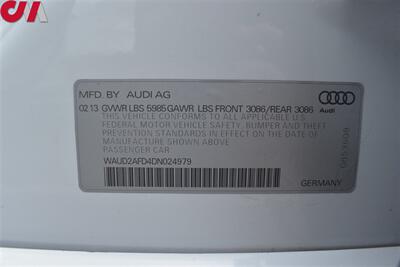 CIA
MFD. BY AUDI AG
02 13 GVWR LBS 5985 GAWR LBS FRONT 3086/REAR 3086
THIS VEHICLE CONFORMS TO ALL APPLICABLE U.S.
FEDERAL MOTOR VEHICLE SAFETY, BUMPER AND THEFT
PREVENTION STANDARDS IN EFFECT ON THE DATE OF
MANUFACTURE SHOWN ABOVE.
PASSENGER CAR
WAUD2AFD4DN024979
GERMANY
Audi